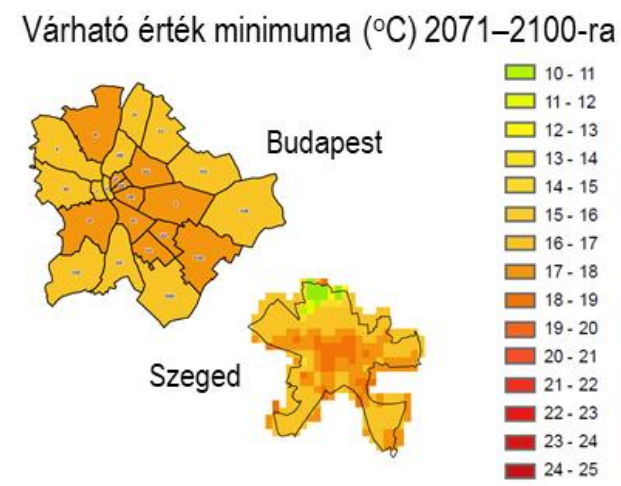 Várható érték minimuma (°C) 2071–2100-ra
Budapest
Szeged
10 - 11
11 - 12
12 - 13
13 - 14
14 - 15
15 - 16
16 - 17
17 - 18
18 - 19
19 - 20
20 - 21
21 - 22
22 - 23
23 - 24
24 - 25